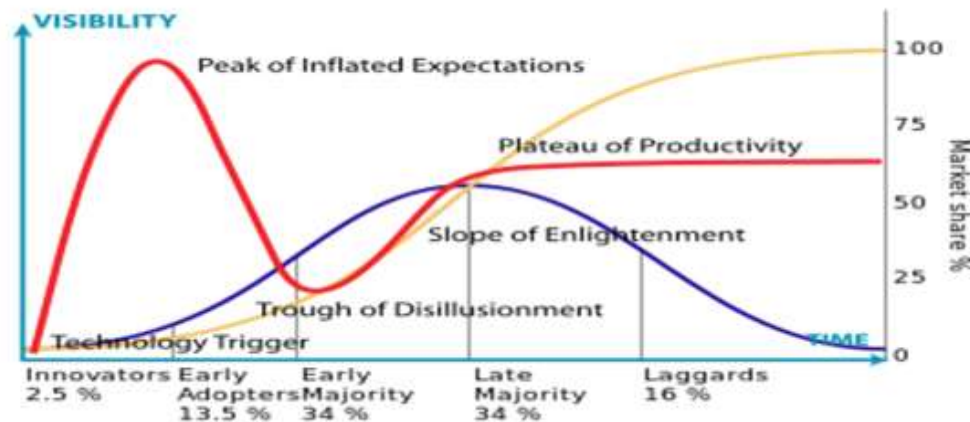 VISIBILITY
Peak of Inflated Expectations
100
75
Plateau of Productivity
Market share %
50
Slope of Enlightenment
25
Trough of Disillusionment
Technology Trigger
TIME
0
Innovators
2.5 %
Early
Adopters
13.5 %
Early
Majority
34 %
Late
Majority
34 %
Laggards
16 %